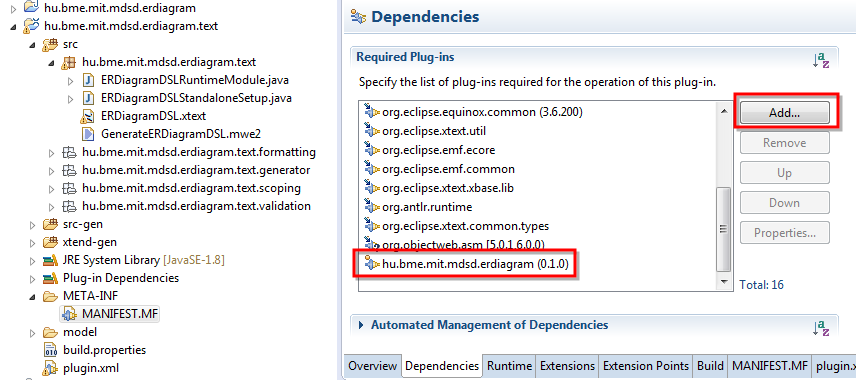 hu.bme.mit.mdsd.erdiagram
hu.bme.mit.mdsd.erdiagram.text
src
hu.bme.mit.mdsd.erdiagram.text
ERDiagramDSLRuntimeModule.java
ERDiagramDSLStandaloneSetup.java
ERDiagramDSL.xtext
GenerateERDiagramDSL.mwe2
hu.bme.mit.mdsd.erdiagram.text.formatting
hu.bme.mit.mdsd.erdiagram.text.generator
hu.bme.mit.mdsd.erdiagram.text.scoping
hu.bme.mit.mdsd.erdiagram.text.validation
src-gen
xtend-gen
JRE System Library [JavaSE-1.8]
Plug-in Dependencies
META-INF
MANIFEST.MF
model
build.properties
plugin.xml
Dependencies
Required Plug-ins
Specify the list of plug-ins required for the operation of this plug-in.
org.eclipse.equinox.common (3.6.200)
org.eclipse.xtext.util
org.eclipse.emf.ecore
org.eclipse.emf.common
org.eclipse.xtext.xbase.lib
org.antlr.runtime
org.eclipse.xtext.common.types
org.objectweb.asm [5.0.1,6.0.0)
hu.bme.mit.mdsd.erdiagram (0.1.0)
Add...
Remove
Up
Down
Properties...
Total: 16
Automated Management of Dependencies
Overview Dependencies Runtime Extensions Extension Points Build MANIFEST.MF plugin.x